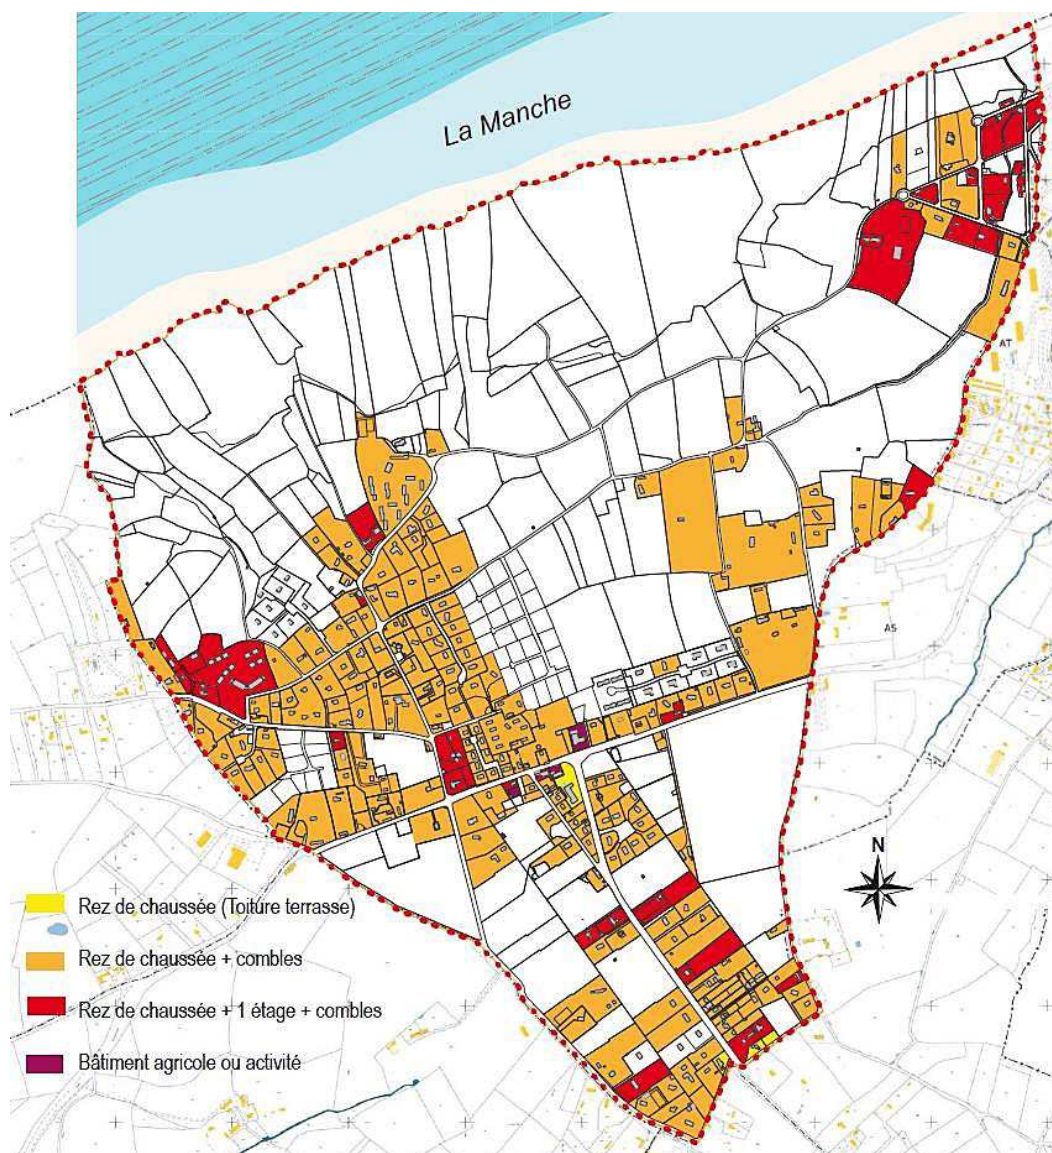 La Manche
AT
A5
N
Rez de chaussée (Toiture terrasse)
Rez de chaussée + combles
Rez de chaussée + 1 étage + combles
Bâtiment agricole ou activité